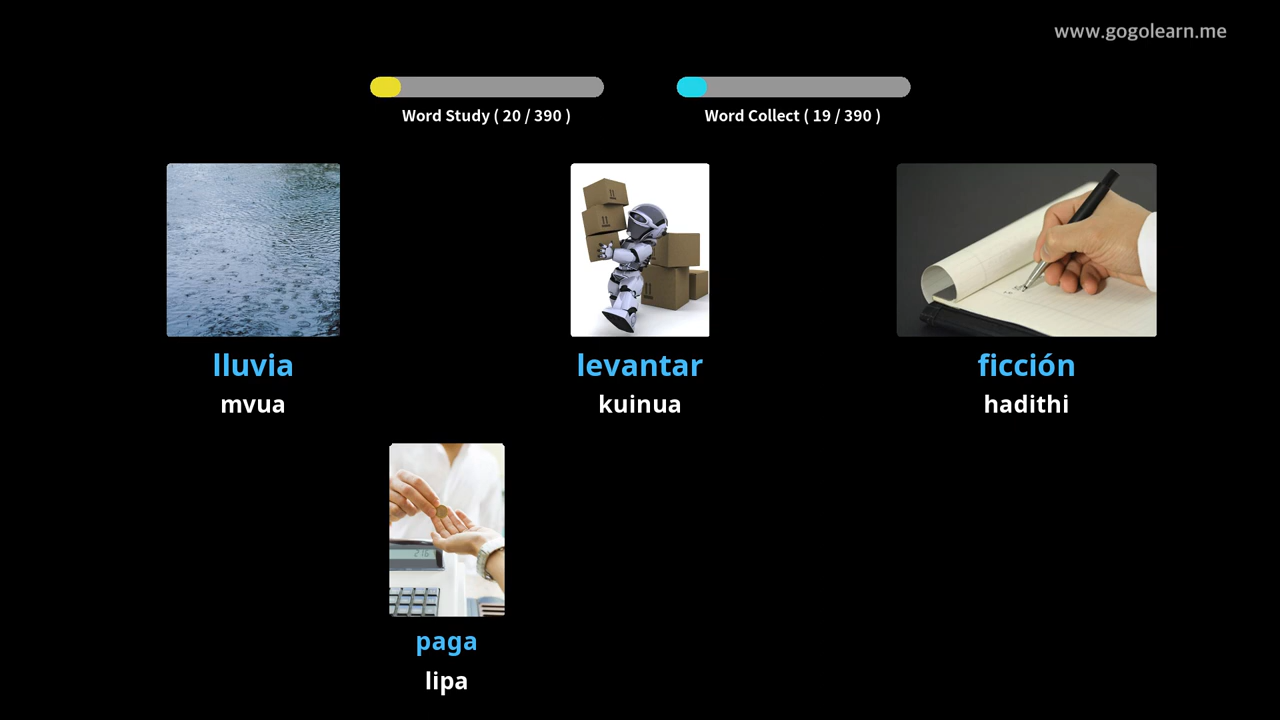 www.gogolearn.me
Word Study ( 20 / 390 )
Word Collect ( 19 / 390 )
lluvia
mvua
levantar
kuinua
ficción
hadithi
216
paga
lipa